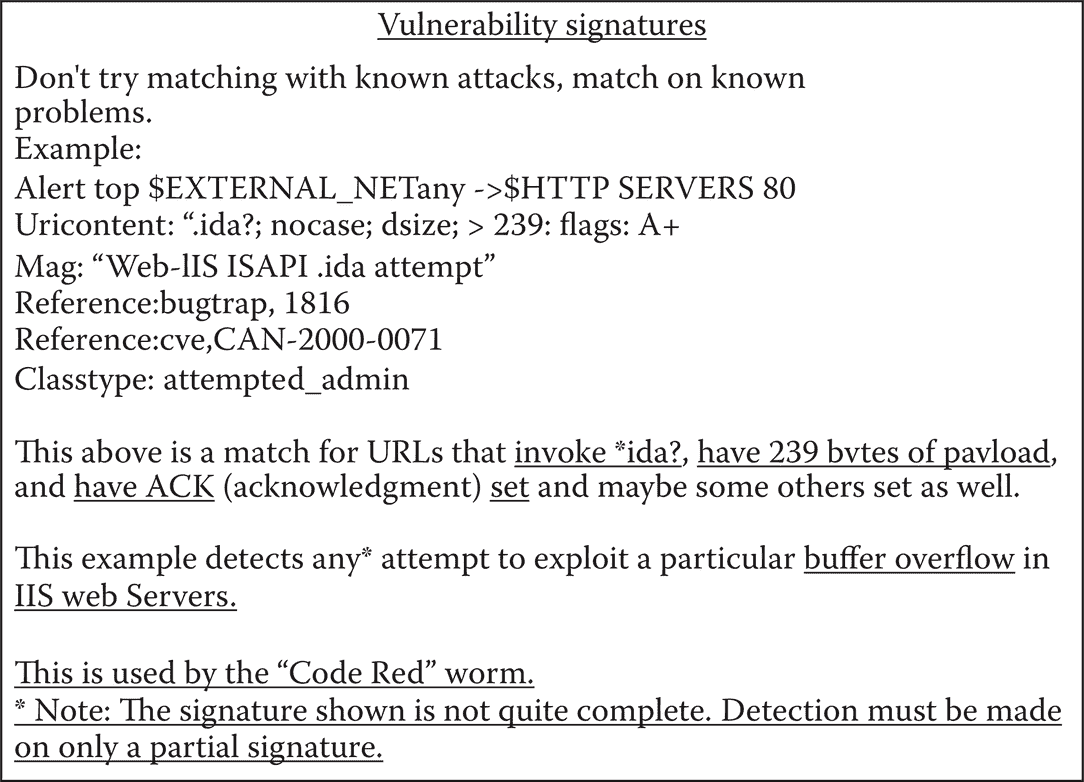 Vulnerability signatures
Don't try matching with known attacks, match on known
problems.
Example:
Alert top $EXTERNAL_NETany ->$HTTP SERVERS 80
Uricontent: “.ida?; nocase; dsize; > 239: flags: A+
Mag: “Web-lIS ISAPI .ida attempt”
Reference:bugtrap, 1816
Reference:cve,CAN-2000-0071
Classtype: attempted_admin
This above is a match for URLs that invoke *ida?, have 239 bvtes of pavload,
and have ACK (acknowledgment) set and maybe some others set as well.
This example detects any* attempt to exploit a particular buffer overflow in
IIS web Servers.
This is used by the “Code Red” worm.
* Note: The signature shown is not quite complete. Detection must be made
on only a partial signature.